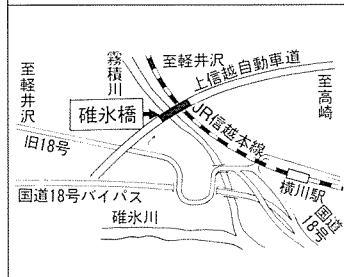 至軽井沢
霧積川
至軽井沢
上信越自動車道
至高崎
碓氷橋
JR信越本線
旧18号
横川駅
国道18号バイパス
国道
18号
碓氷川